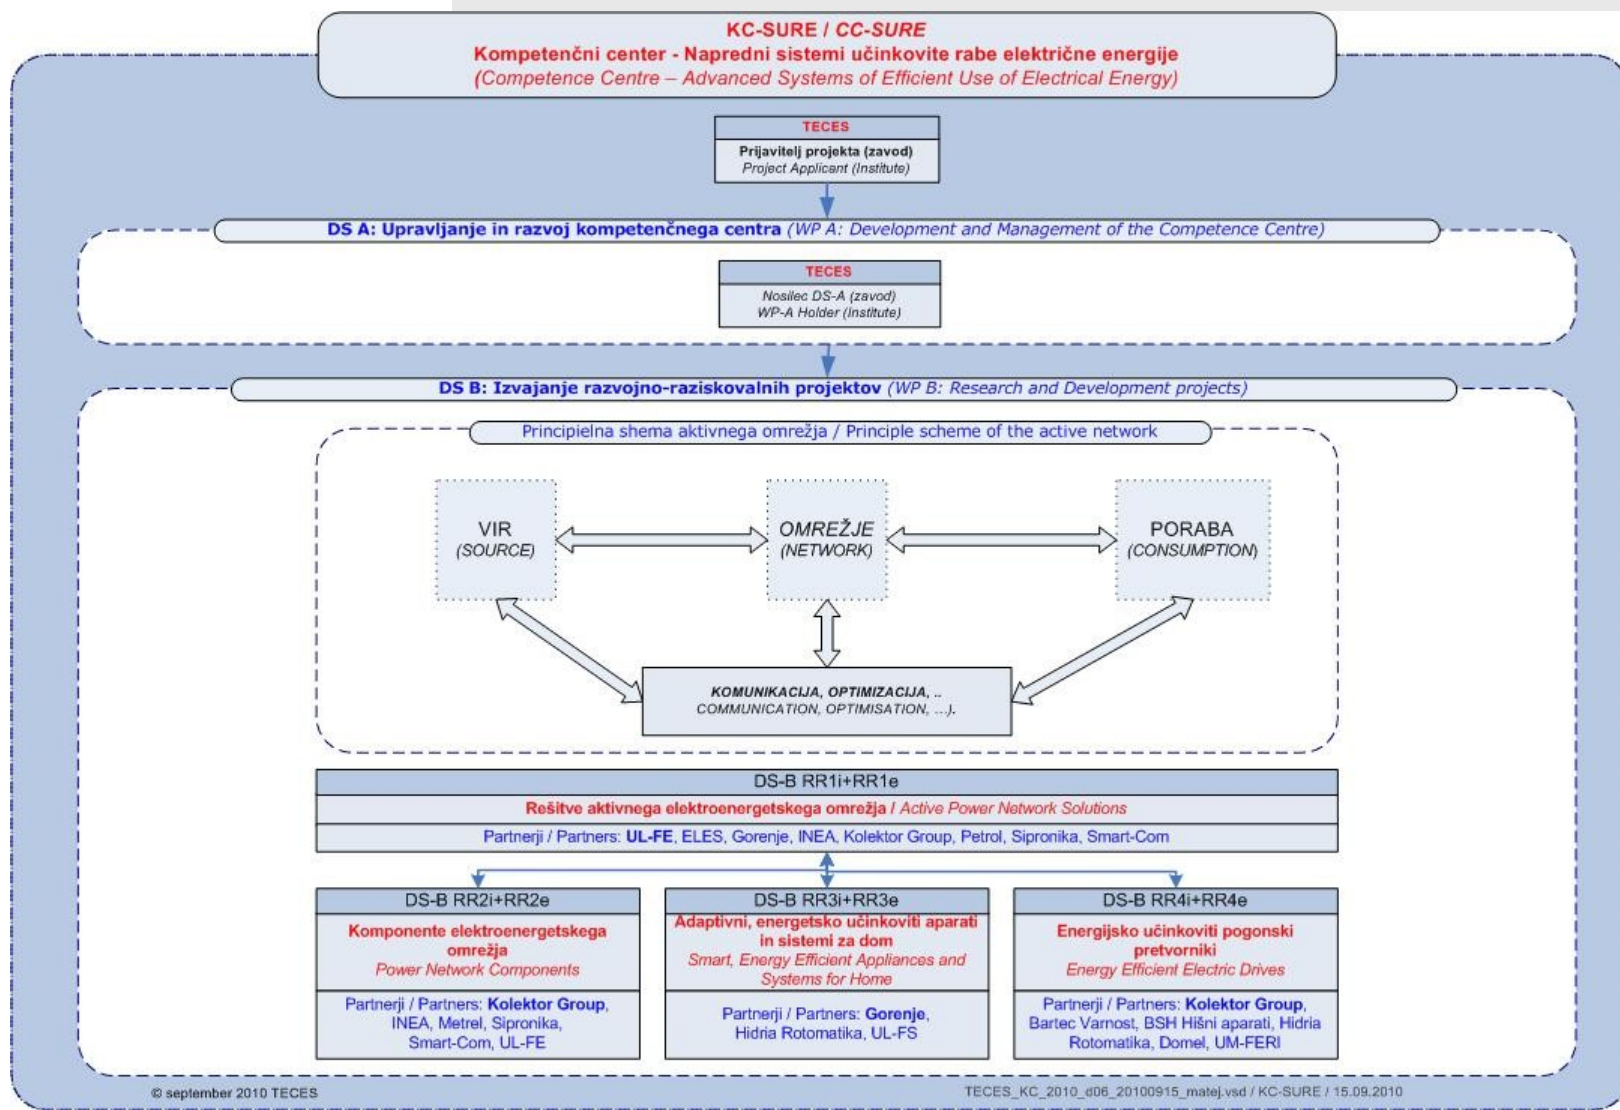 KC-SURE / CC-SURE
Kompetenčni center - Napredni sistemi učinkovite rabe električne energije
(Competence Centre – Advanced Systems of Efficient Use of Electrical Energy)
TECES
Prijavitelj projekta (zavod)
Project Applicant (Institute)
DS A: Upravljanje in razvoj kompetenčnega centra (WP A: Development and Management of the Competence Centre)
TECES
Nosilec DS-A (zavod)
WP-A Holder (Institute)
DS B: Izvajanje razvojno-raziskovalnih projektov (WP B: Research and Development projects)
Principielna shema aktivnega omrežja / Principle scheme of the active network
VIR
(SOURCE)
OMREŽJE
(NETWORK)
PORABA
(CONSUMPTION)
KOMUNIKACIJA, OPTIMIZACIJA, ..
COMMUNICATION, OPTIMISATION, ...).
DS-B RR1i+RR1e
Rešitve aktivnega elektroenergetskega omrežja / Active Power Network Solutions
Partnerji / Partners: UL-FE, ELES, Gorenje, INEA, Kolektor Group, Petrol, Sipronika, Smart-Com
DS-B RR2i+RR2e
Komponente elektroenergetskega
omrežja
Power Network Components
Partnerji / Partners: Kolektor Group,
INEA, Metrel, Sipronika,
Smart-Com, UL-FE
DS-B RR3i+RR3e
Adaptivni, energetsko učinkoviti aparati
in sistemi za dom
Smart, Energy Efficient Appliances and
Systems for Home
Partnerji / Partners: Gorenje,
Hidria Rotomatika, UL-FS
DS-B RR4i+RR4e
Energijsko učinkoviti pogonski
pretvorniki
Energy Efficient Electric Drives
Partnerji / Partners: Kolektor Group,
Bartec Varnost, BSH Hišni aparati, Hidria
Rotomatika, Domel, UM-FERI
© september 2010 TECES
TECES_KC_2010_d06_20100915_matej.vsd / KC-SURE / 15.09.2010